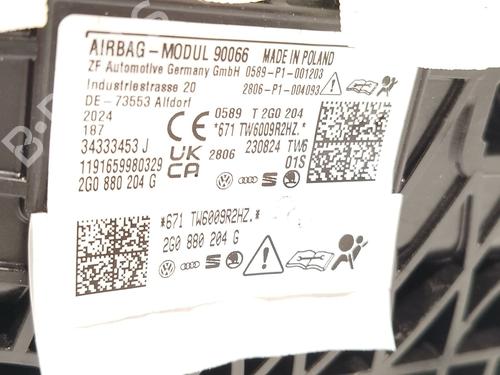 AIRBAG-MODUL 90066 MADE IN POLAND
ZF Automotive Germany GmbH 0589-P1-001203
Industriestrasse 20 2806-P1-004093
DE-73553 Alfdorf
2024 0589 T 2G0 204
187 *671 TW6009R2HZ.*
34333453 J CE 230824 TW6
1191659980329 UKCA 2806 01S
2G0 880 204 G
*671 TW6009R2HZ.*
2G0 880 204 G